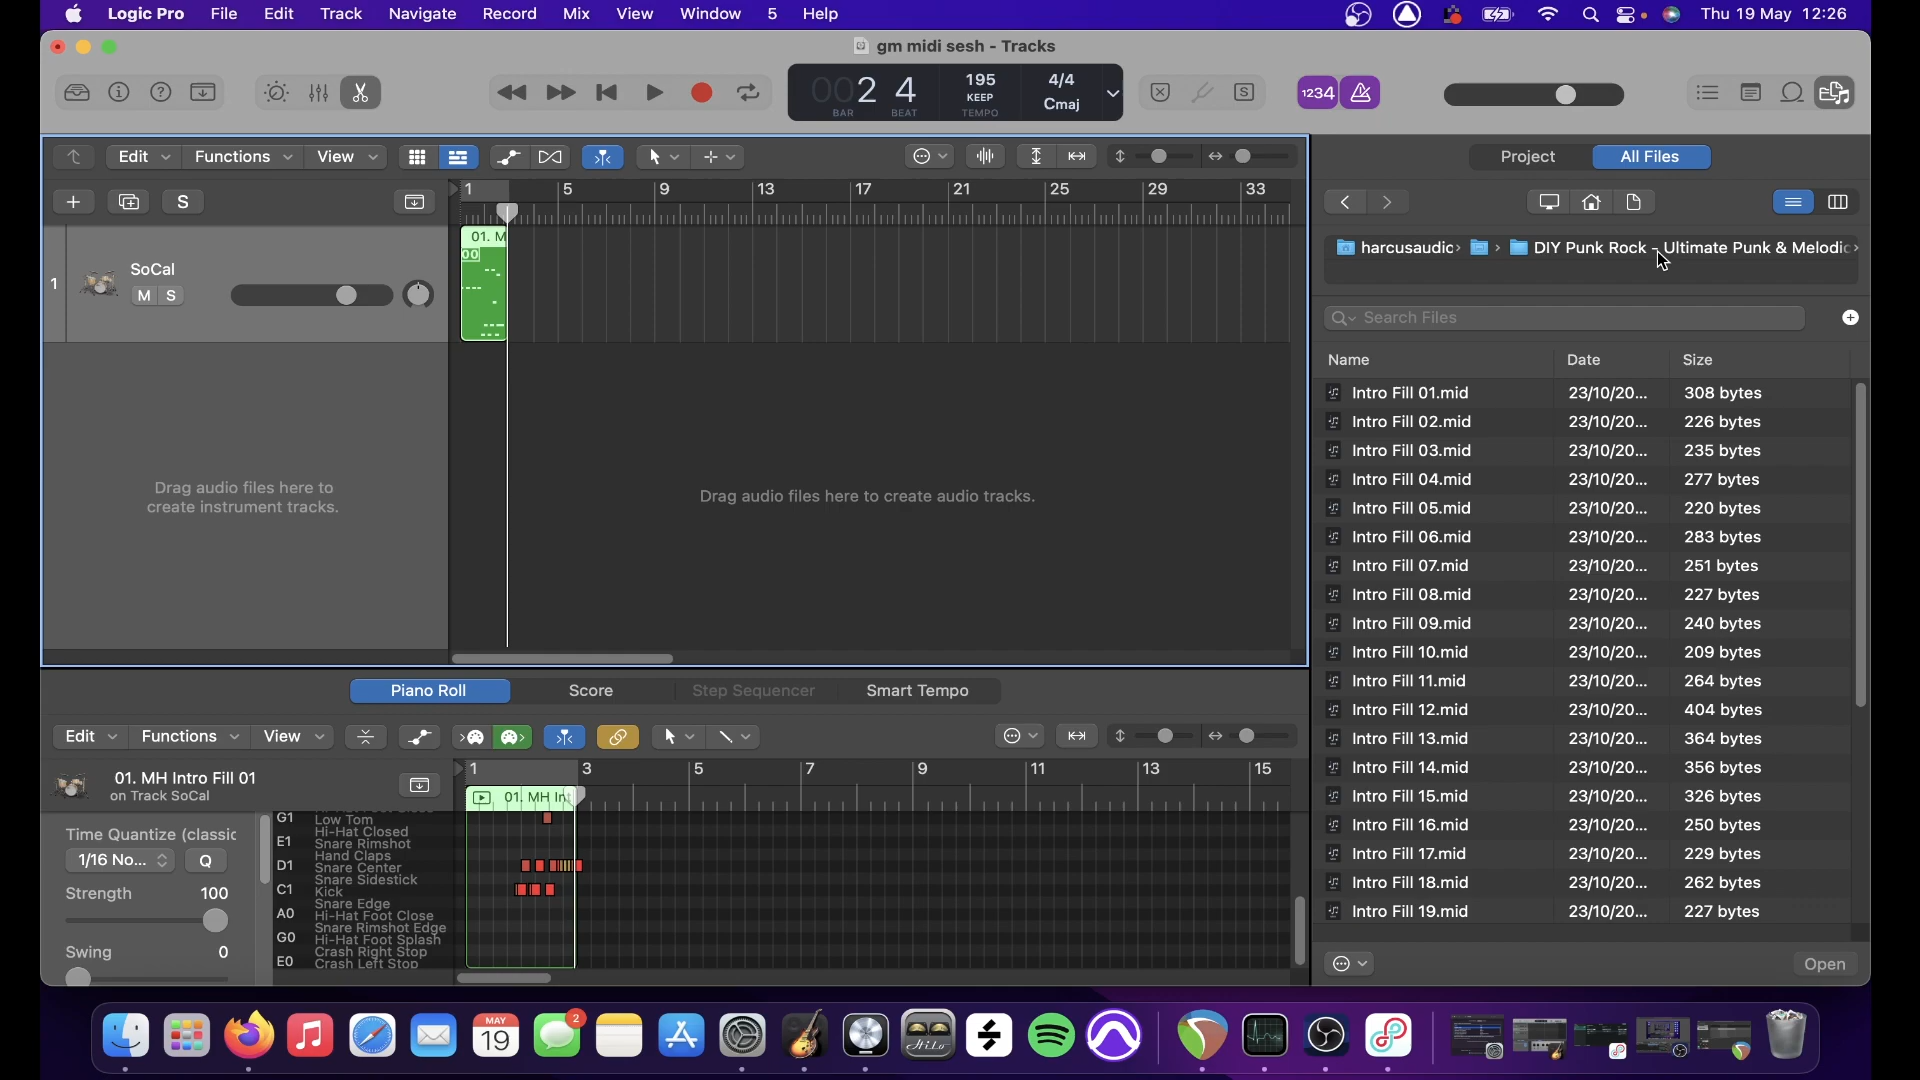 Logic Pro File Edit Track Navigate Record Mix View Window 5 Help Thu 19 May 12:26
gm midi sesh - Tracks
002 4 195 4/4
KEEP
Cmaj
BAR BEAT TEMPO
1234
S
Edit Functions View
Project All Files
S
1 5 9 13 17 21 25 29 33
01. M
00
1
SoCal
M S
Drag audio files here to
create instrument tracks.
Drag audio files here to create audio tracks.
harcusaudic DIY Punk Rock - Ultimate Punk & Melodic
Search Files
Name Date Size
Intro Fill 01.mid 23/10/20... 308 bytes
Intro Fill 02.mid 23/10/20... 226 bytes
Intro Fill 03.mid 23/10/20... 235 bytes
Intro Fill 04.mid 23/10/20... 277 bytes
Intro Fill 05.mid 23/10/20... 220 bytes
Intro Fill 06.mid 23/10/20... 283 bytes
Intro Fill 07.mid 23/10/20... 251 bytes
Intro Fill 08.mid 23/10/20... 227 bytes
Intro Fill 09.mid 23/10/20... 240 bytes
Intro Fill 10.mid 23/10/20... 209 bytes
Intro Fill 11.mid 23/10/20... 264 bytes
Intro Fill 12.mid 23/10/20... 404 bytes
Intro Fill 13.mid 23/10/20... 364 bytes
Intro Fill 14.mid 23/10/20... 356 bytes
Intro Fill 15.mid 23/10/20... 326 bytes
Intro Fill 16.mid 23/10/20... 250 bytes
Intro Fill 17.mid 23/10/20... 229 bytes
Intro Fill 18.mid 23/10/20... 262 bytes
Intro Fill 19.mid 23/10/20... 227 bytes
Open
Piano Roll Score Step Sequencer Smart Tempo
Edit Functions View
01. MH Intro Fill 01
on Track SoCal
1 3 5 7 9 11 13 15
01. MH Int
Time Quantize (classic
1/16 No... Q
Strength 100
Swing 0
G1 Low Tom
Hi-Hat Closed
E1 Snare Rimshot
Hand Claps
D1 Snare Center
Snare Sidestick
C1 Kick
Snare Edge
A0 Hi-Hat Foot Close
Snare Rimshot Edge
G0 Hi-Hat Foot Splash
Crash Right Stop
E0 Crash Left Stop
MAY
19
2
HiLo